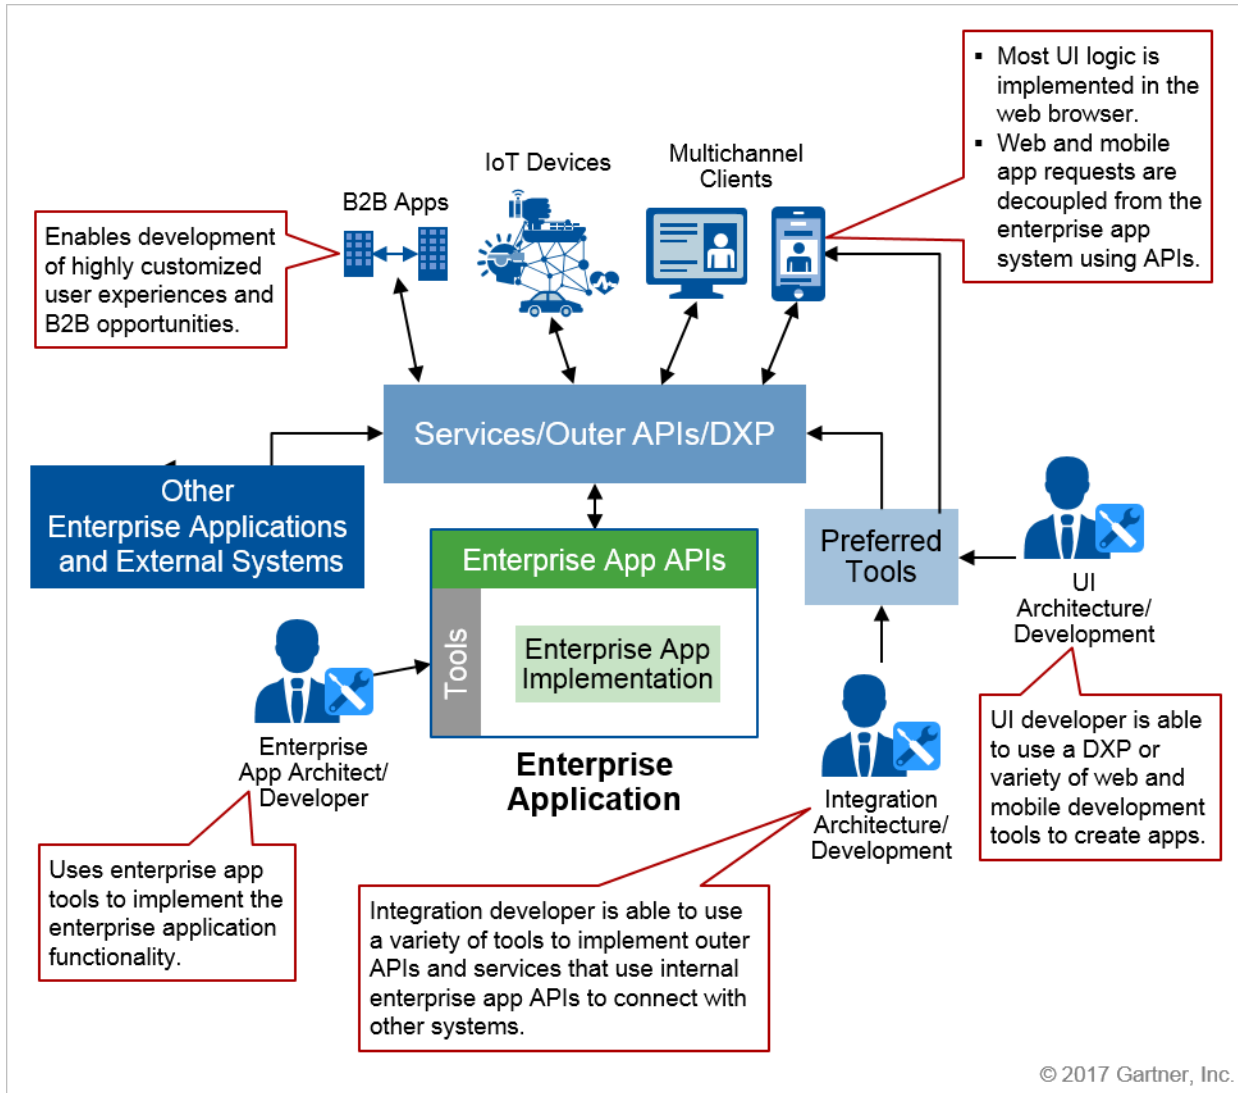 ▪ Most UI logic is
implemented in the
web browser.
▪ Web and mobile
app requests are
decoupled from the
enterprise app
system using APIs.
Multichannel
Clients
IoT Devices
B2B Apps
Enables development
of highly customized
user experiences and
B2B opportunities.
Services/Outer APIs/DXP
Other
Enterprise Applications
and External Systems
Enterprise App APIs
Tools
Enterprise App
Implementation
Enterprise
Application
Preferred
Tools
UI
Architecture/
Development
Enterprise
App Architect/
Developer
Integration
Architecture/
Development
UI developer is able
to use a DXP or
variety of web and
mobile development
tools to create apps.
Uses enterprise app
tools to implement the
enterprise application
functionality.
Integration developer is able to use
a variety of tools to implement outer
APIs and services that use internal
enterprise app APIs to connect with
other systems.
© 2017 Gartner, Inc.